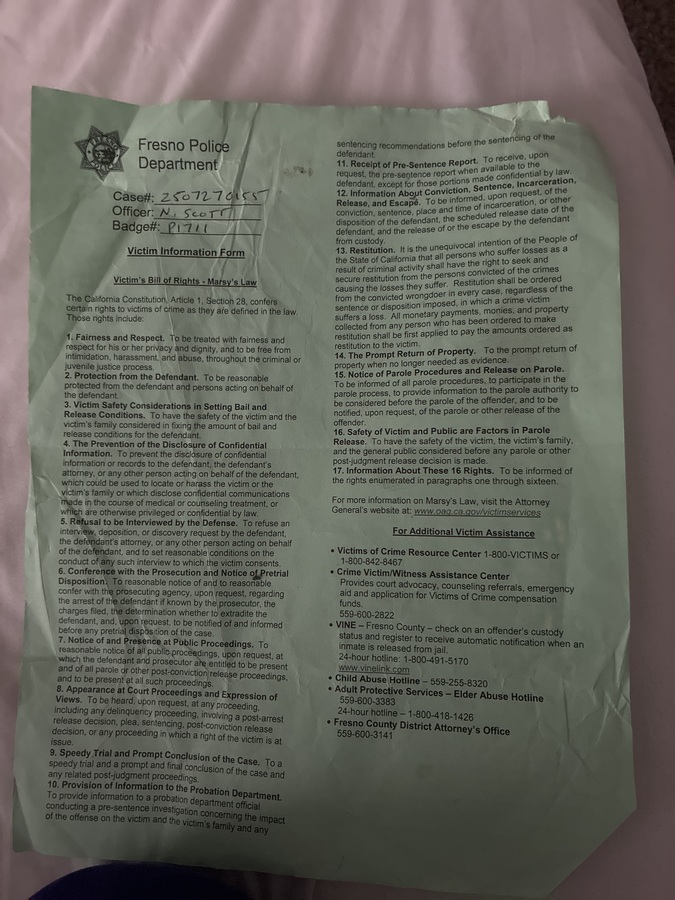 Fresno Police
Department
Case#: 2507270155
Officer: N. Scott
Badge#: P1711
Victim Information Form
Victim's Bill of Rights - Marsy's Law
The California Constitution, Article 1, Section 28, confers
certain rights to victims of crime as they are defined in the law.
Those rights include:
1. Fairness and Respect. To be treated with fairness and
respect for his or her privacy and dignity, and to be free from
intimidation, harassment, and abuse, throughout the criminal or
juvenile justice process.
2. Protection from the Defendant. To be reasonable
protected from the defendant and persons acting on behalf of
the defendant.
3. Victim Safety Considerations in Setting Bail and
Release Conditions. To have the safety of the victim and the
victim's family considered in fixing the amount of bail and
release conditions for the defendant.
4. The Prevention of the Disclosure of Confidential
Information. To prevent the disclosure of confidential
information or records to the defendant, the defendant's
attorney, or any other person acting on behalf of the defendant,
which could be used to locate or harass the victim or the
victim's family or which disclose confidential communications
made in the course of medical or counseling treatment, or
which are otherwise privileged or confidential by law.
5. Refusal to be Interviewed by the Defense. To refuse an
interview, deposition, or discovery request by the defendant,
the defendant's attorney, or any other person acting on behalf
of the defendant, and to set reasonable conditions on the
conduct of any such interview to which the victim consents.
6. Conference with the Prosecution and Notice of Pretrial
Disposition. To reasonable notice of and to reasonable
confer with the prosecuting agency, upon request, regarding
the arrest of the defendant if known by the prosecutor, the
charges filed, the determination whether to extradite the
defendant, and, upon request, to be notified of and informed
before any pretrial disposition of the case.
7. Notice of and Presence at Public Proceedings. To
reasonable notice of all public proceedings, upon request, at
which the defendant and prosecutor are entitled to be present
and of all parole or other post-conviction release proceedings,
and to be present at all such proceedings.
8. Appearance at Court Proceedings and Expression of
Views. To be heard, upon request, at any proceeding,
including any delinquency proceeding, involving a post-arrest
release decision, plea, sentencing, post-conviction release
decision, or any proceeding in which a right of the victim is at
issue.
9. Speedy Trial and Prompt Conclusion of the Case. To a
speedy trial and a prompt and final conclusion of the case and
any related post-judgment proceedings.
10. Provision of Information to the Probation Department.
To provide information to a probation department official
conducting a pre-sentence investigation concerning the impact
of the offense on the victim and the victim's family and any
sentencing recommendations before the sentencing of the
defendant.
11. Receipt of Pre-Sentence Report. To receive, upon
request, the pre-sentence report when available to the
defendant, except for those portions made confidential by law.
12. Information About Conviction, Sentence, Incarceration,
Release, and Escape. To be informed, upon request, of the
conviction, sentence, place and time of incarceration, or other
disposition of the defendant, the scheduled release date of the
defendant, and the release of or the escape by the defendant
from custody.
13. Restitution. It is the unequivocal intention of the People of
the State of California that all persons who suffer losses as a
result of criminal activity shall have the right to seek and
secure restitution from the persons convicted of the crimes
causing the losses they suffer. Restitution shall be ordered
from the convicted wrongdoer in every case, regardless of the
sentence or disposition imposed, in which a crime victim
suffers a loss. All monetary payments, monies, and property
collected from any person who has been ordered to make
restitution shall be first applied to pay the amounts ordered as
restitution to the victim.
14. The Prompt Return of Property. To the prompt return of
property when no longer needed as evidence.
15. Notice of Parole Procedures and Release on Parole.
To be informed of all parole procedures, to participate in the
parole process, to provide information to the parole authority to
be considered before the parole of the offender, and to be
notified, upon request, of the parole or other release of the
offender.
16. Safety of Victim and Public are Factors in Parole
Release. To have the safety of the victim, the victim's family,
and the general public considered before any parole or other
post-judgment release decision is made.
17. Information About These 16 Rights. To be informed of
the rights enumerated in paragraphs one through sixteen.
For more information on Marsy's Law, visit the Attorney
General's website at: www.oag.ca.gov/victimservices
For Additional Victim Assistance
• Victims of Crime Resource Center 1-800-VICTIMS or
1-800-842-8467
• Crime Victim/Witness Assistance Center
Provides court advocacy, counseling referrals, emergency
aid and application for Victims of Crime compensation
funds.
559-600-2822
• VINE – Fresno County – check on an offender's custody
status and register to receive automatic notification when an
inmate is released from jail.
24-hour hotline: 1-800-491-5170
www.vinelink.com
• Child Abuse Hotline – 559-255-8320
• Adult Protective Services – Elder Abuse Hotline
559-600-3383
24-hour hotline – 1-800-418-1426
• Fresno County District Attorney's Office
559-600-3141